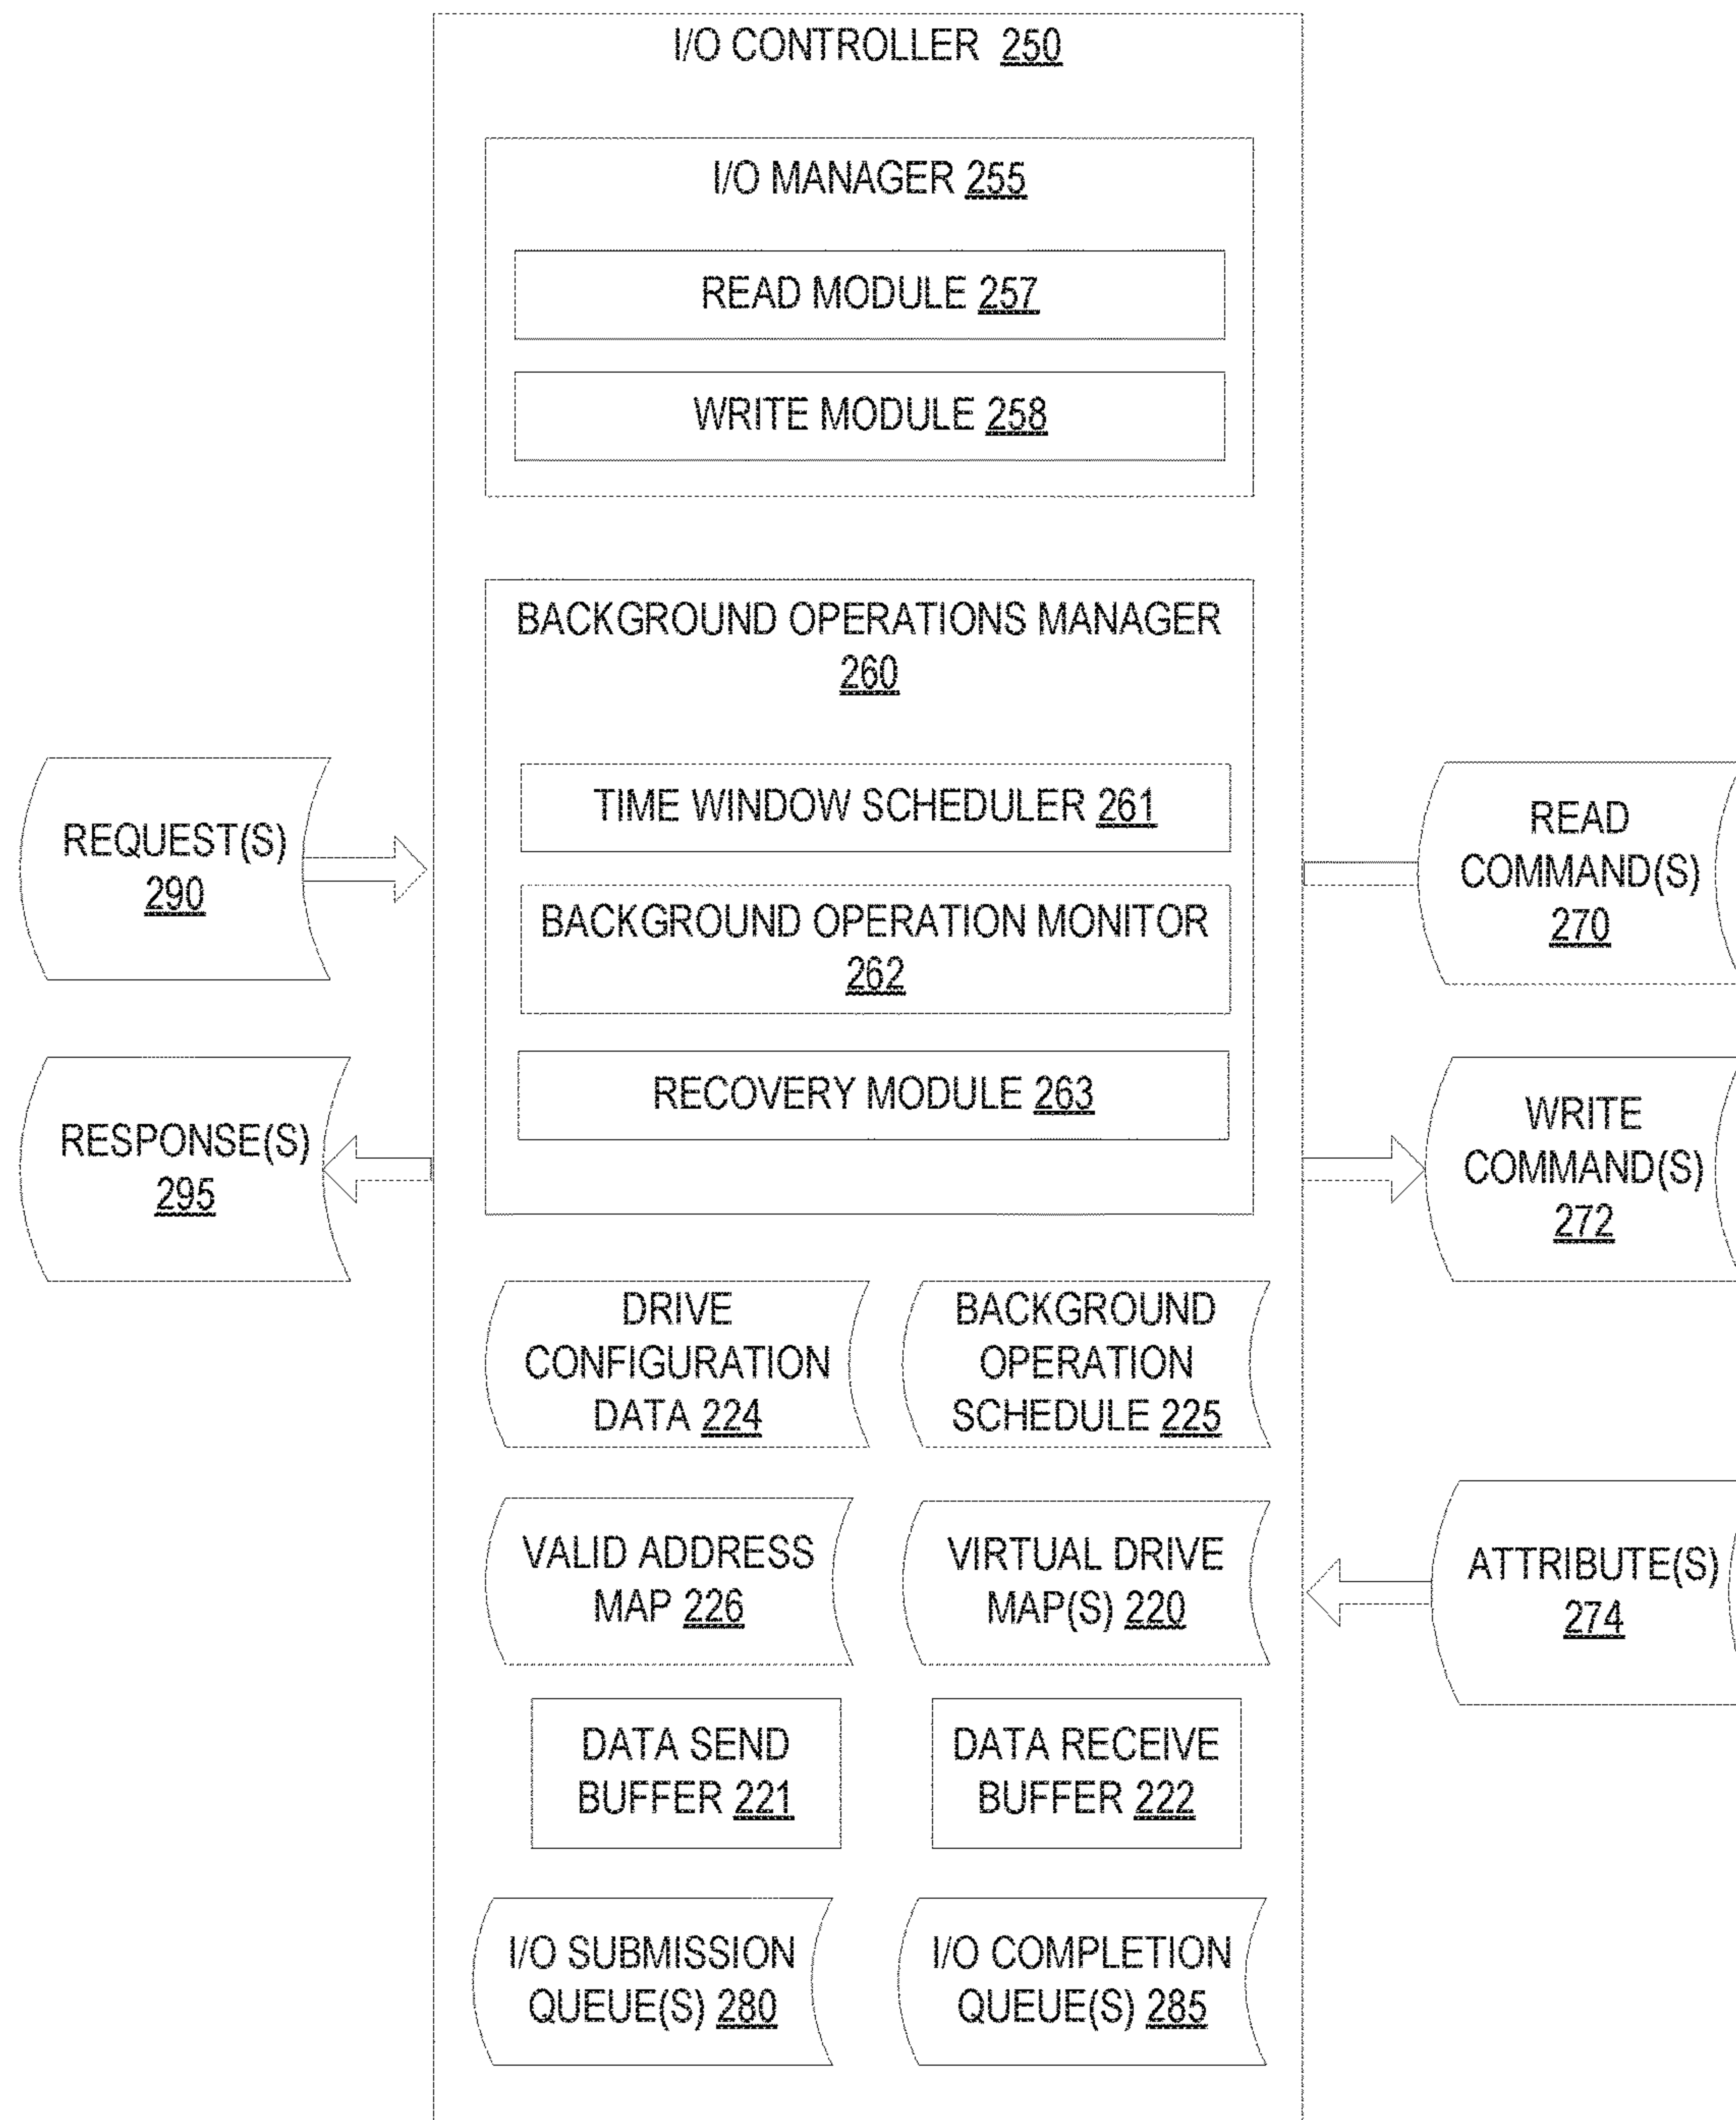 I/O CONTROLLER 250
I/O MANAGER 255
READ MODULE 257
WRITE MODULE 258
BACKGROUND OPERATIONS MANAGER
260
TIME WINDOW SCHEDULER 261
BACKGROUND OPERATION MONITOR
262
RECOVERY MODULE 263
REQUEST(S)
290
RESPONSE(S)
295
READ
COMMAND(S)
270
WRITE
COMMAND(S)
272
DRIVE
CONFIGURATION
DATA 224
BACKGROUND
OPERATION
SCHEDULE 225
VALID ADDRESS
MAP 226
VIRTUAL DRIVE
MAP(S) 220
ATTRIBUTE(S)
274
DATA SEND
BUFFER 221
DATA RECEIVE
BUFFER 222
I/O SUBMISSION
QUEUE(S) 280
I/O COMPLETION
QUEUE(S) 285